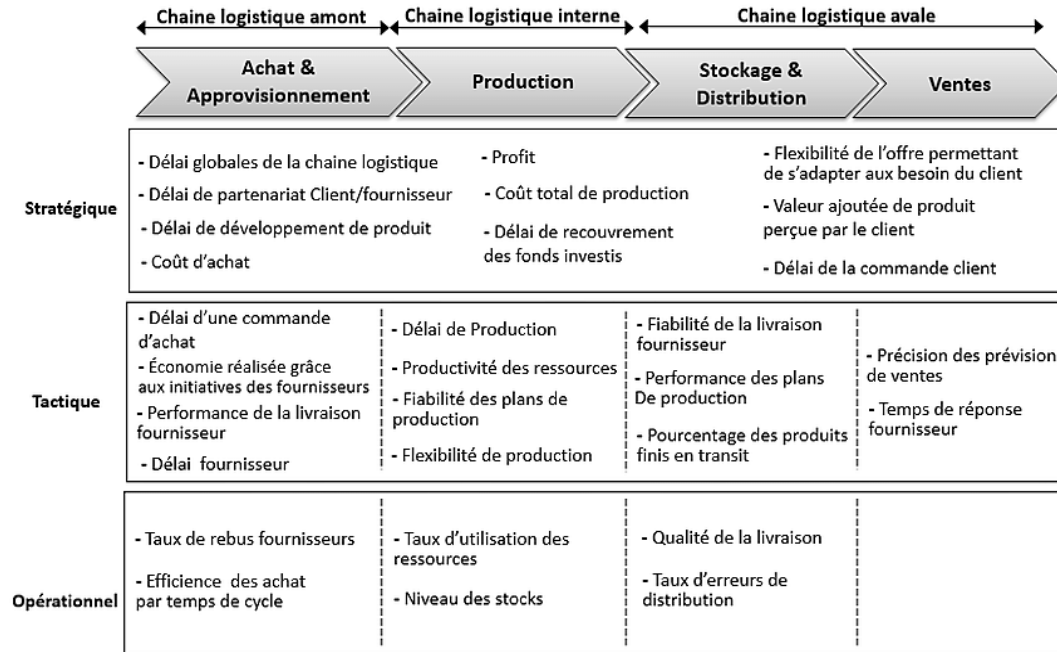 Chaine logistique amont
Chaine logistique interne
Chaine logistique avale
Achat &
Approvisionnement
Production
Stockage &
Distribution
Ventes
Stratégique
- Délai globales de la chaine logistique
- Délai de partenariat Client/fournisseur
- Délai de développement de produit
- Coût d'achat
- Profit
- Coût total de production
- Délai de recouvrement
des fonds investis
- Flexibilité de l'offre permettant
de s'adapter aux besoin du client
- Valeur ajoutée de produit
perçue par le client
- Délai de la commande client
Tactique
- Délai d'une commande
d'achat
- Économie réalisée grâce
aux initiatives des fournisseurs
- Performance de la livraison
fournisseur
- Délai fournisseur
- Délai de Production
- Productivité des ressources
- Fiabilité des plans de
production
- Flexibilité de production
- Fiabilité de la livraison
fournisseur
- Performance des plans
De production
- Pourcentage des produits
finis en transit
- Précision des prévision
de ventes
- Temps de réponse
fournisseur
Opérationnel
- Taux de rebus fournisseurs
- Efficience des achat
par temps de cycle
- Taux d'utilisation des
ressources
- Niveau des stocks
- Qualité de la livraison
- Taux d'erreurs de
distribution